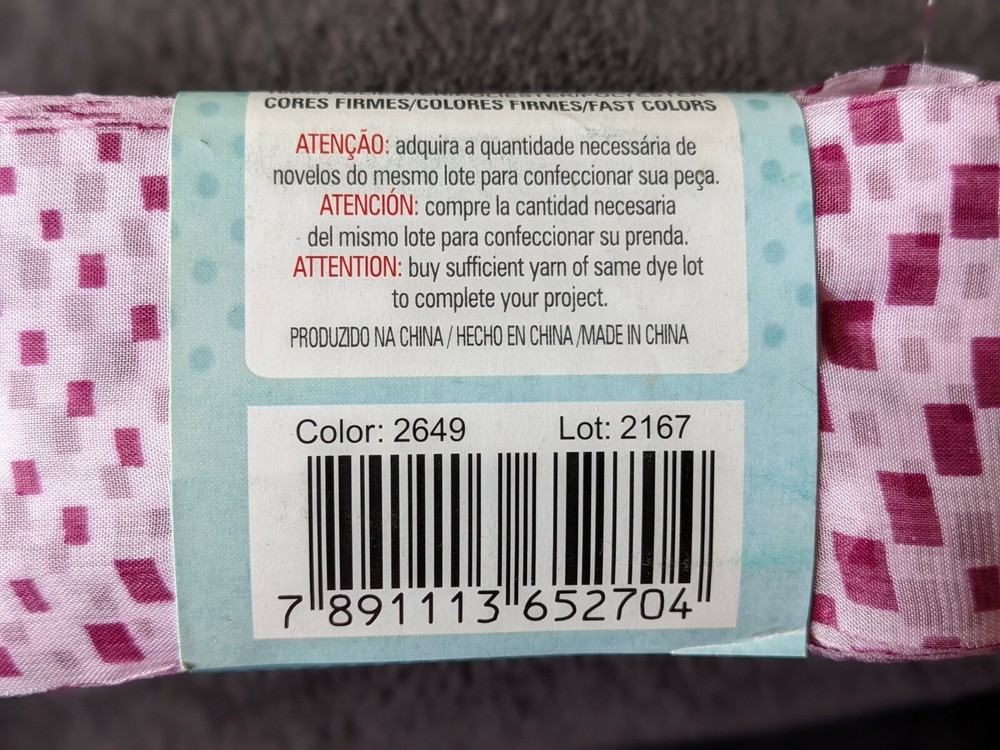 POLIESTER/POLYESTER
CORES FIRMES/COLORES FIRMES/FAST COLORS
ATENÇÃO: adquira a quantidade necessária de
novelos do mesmo lote para confeccionar sua peça.
ATENCIÓN: compre la cantidad necesaria
del mismo lote para confeccionar su prenda.
ATTENTION: buy sufficient yarn of same dye lot
to complete your project.
PRODUZIDO NA CHINA / HECHO EN CHINA /MADE IN CHINA
Color: 2649 Lot: 2167
7 891113 652704